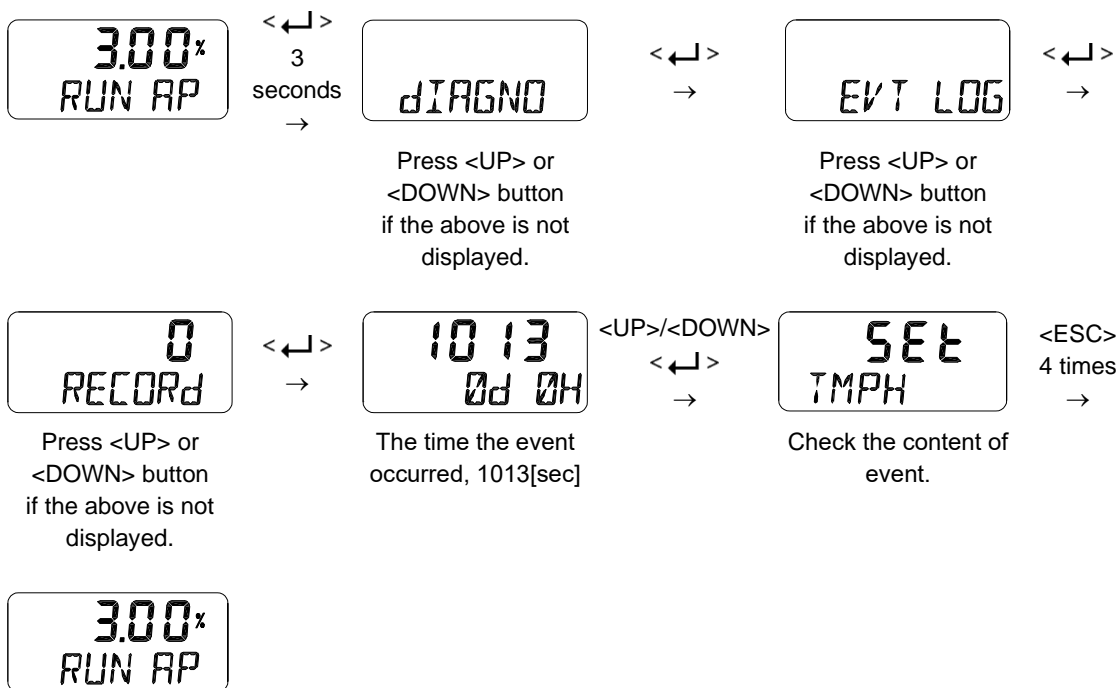 3.00%
RUN AP
< ↵ >
3
seconds
→
dIAGNO
Press <UP> or
<DOWN> button
if the above is not
displayed.
< ↵ >
→
EVT LOG
Press <UP> or
<DOWN> button
if the above is not
displayed.
< ↵ >
→
0
RECORd
Press <UP> or
<DOWN> button
if the above is not
displayed.
< ↵ >
→
1013
0d 0H
The time the event
occurred, 1013[sec]
<UP>/<DOWN>
< ↵ >
→
SEt
TMPH
Check the content of
event.
<ESC>
4 times
→
3.00%
RUN AP